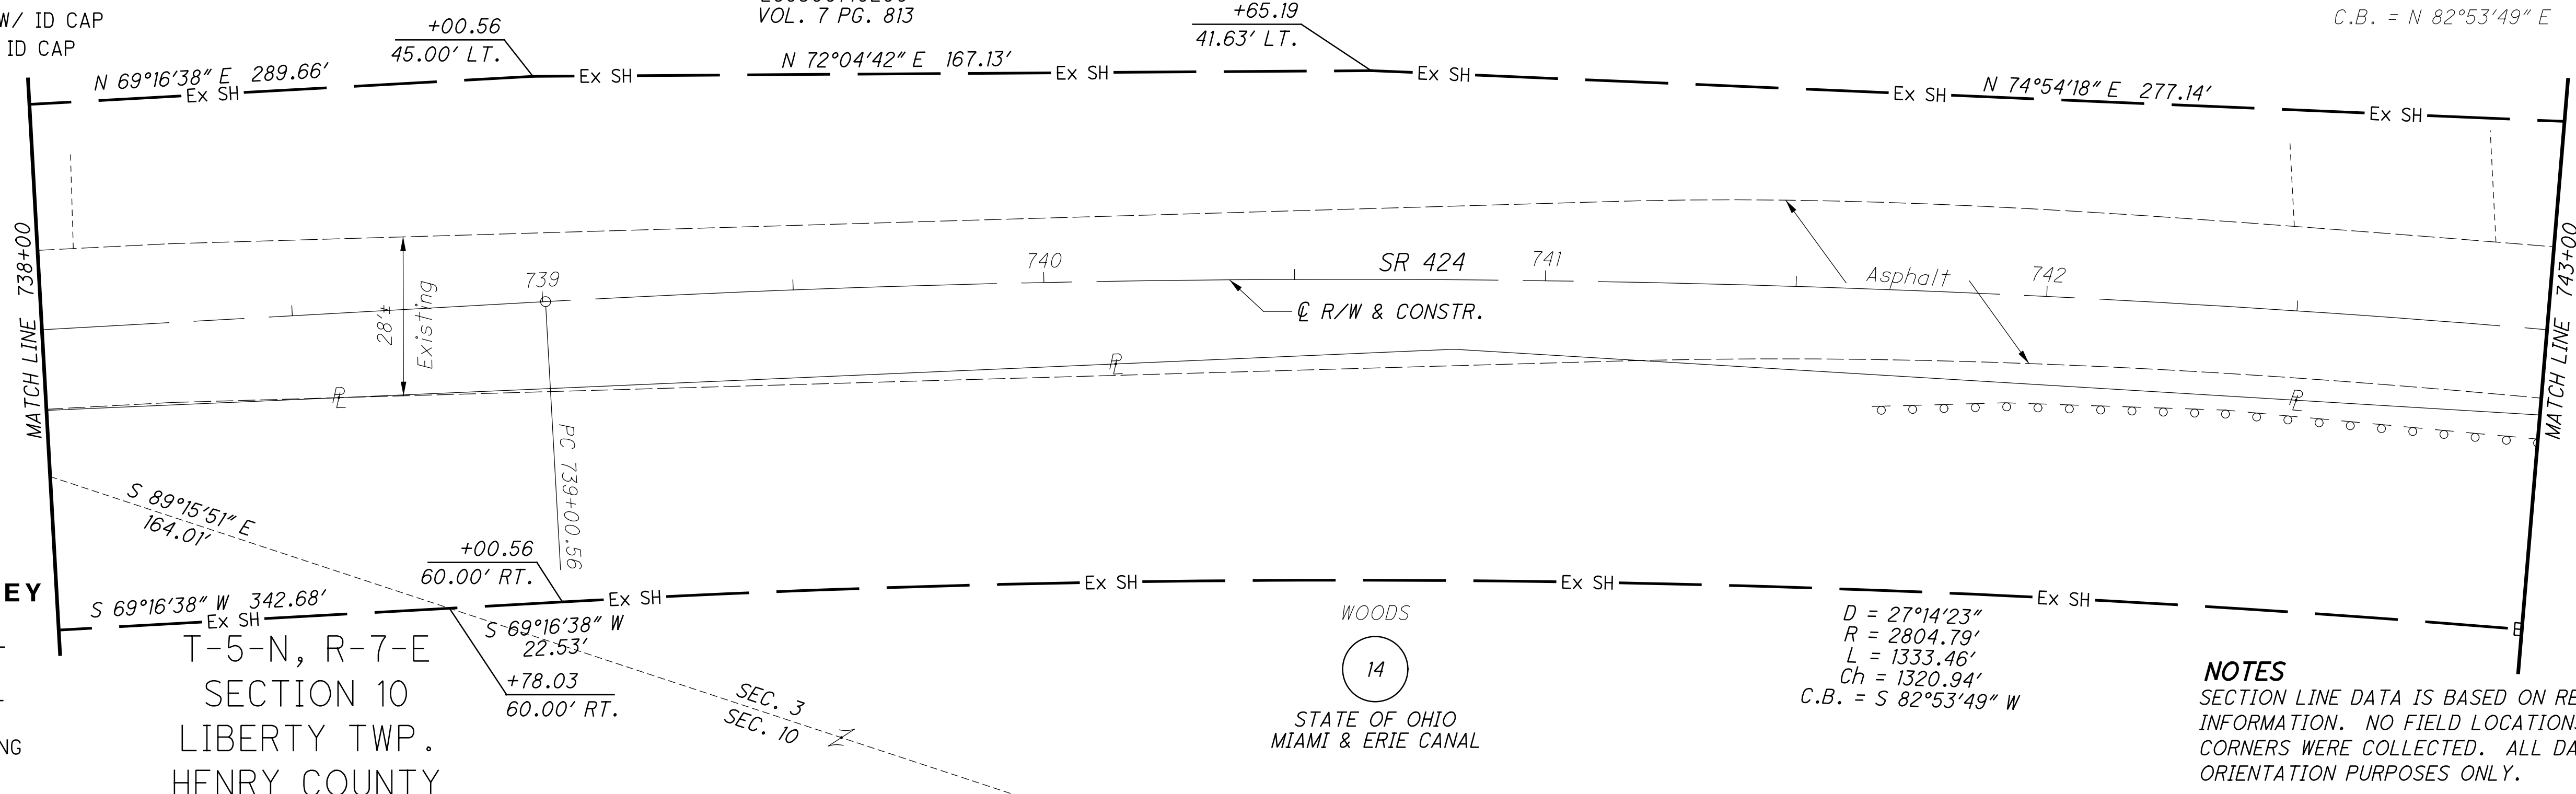 W/ ID CAP
ID CAP
VOL. 7 PG. 813
C.B. = N 82°53'49" E
+00.56
45.00' LT.
+65.19
41.63' LT.
N 69°16'38" E 289.66'
Ex SH
Ex SH
N 72°04'42" E 167.13'
Ex SH
Ex SH
Ex SH
N 74°54'18" E 277.14'
Ex SH
MATCH LINE 738+00
MATCH LINE 743+00
28'±
Existing
739
740
SR 424
741
Asphalt
742
℄ R/W & CONSTR.
PL
PL
PL
PC 739+00.56
S 89°15'51" E
164.01'
+00.56
60.00' RT.
EY
S 69°16'38" W 342.68'
Ex SH
Ex SH
Ex SH
Ex SH
Ex SH
S 69°16'38" W
22.53'
+78.03
60.00' RT.
T-5-N, R-7-E
SECTION 10
LIBERTY TWP.
HENRY COUNTY
NG
SEC. 3
SEC. 10
WOODS
14
STATE OF OHIO
MIAMI & ERIE CANAL
D = 27°14'23"
R = 2804.79'
L = 1333.46'
Ch = 1320.94'
C.B. = S 82°53'49" W
NOTES
SECTION LINE DATA IS BASED ON RE
INFORMATION. NO FIELD LOCATIONS
CORNERS WERE COLLECTED. ALL DA
ORIENTATION PURPOSES ONLY.